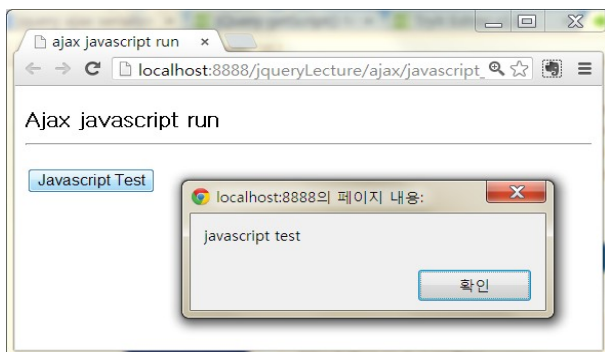 ajax javascript run
localhost:8888/jqueryLecture/ajax/javascript_
Ajax javascript run
Javascript Test
localhost:8888의 페이지 내용:
javascript test
확인